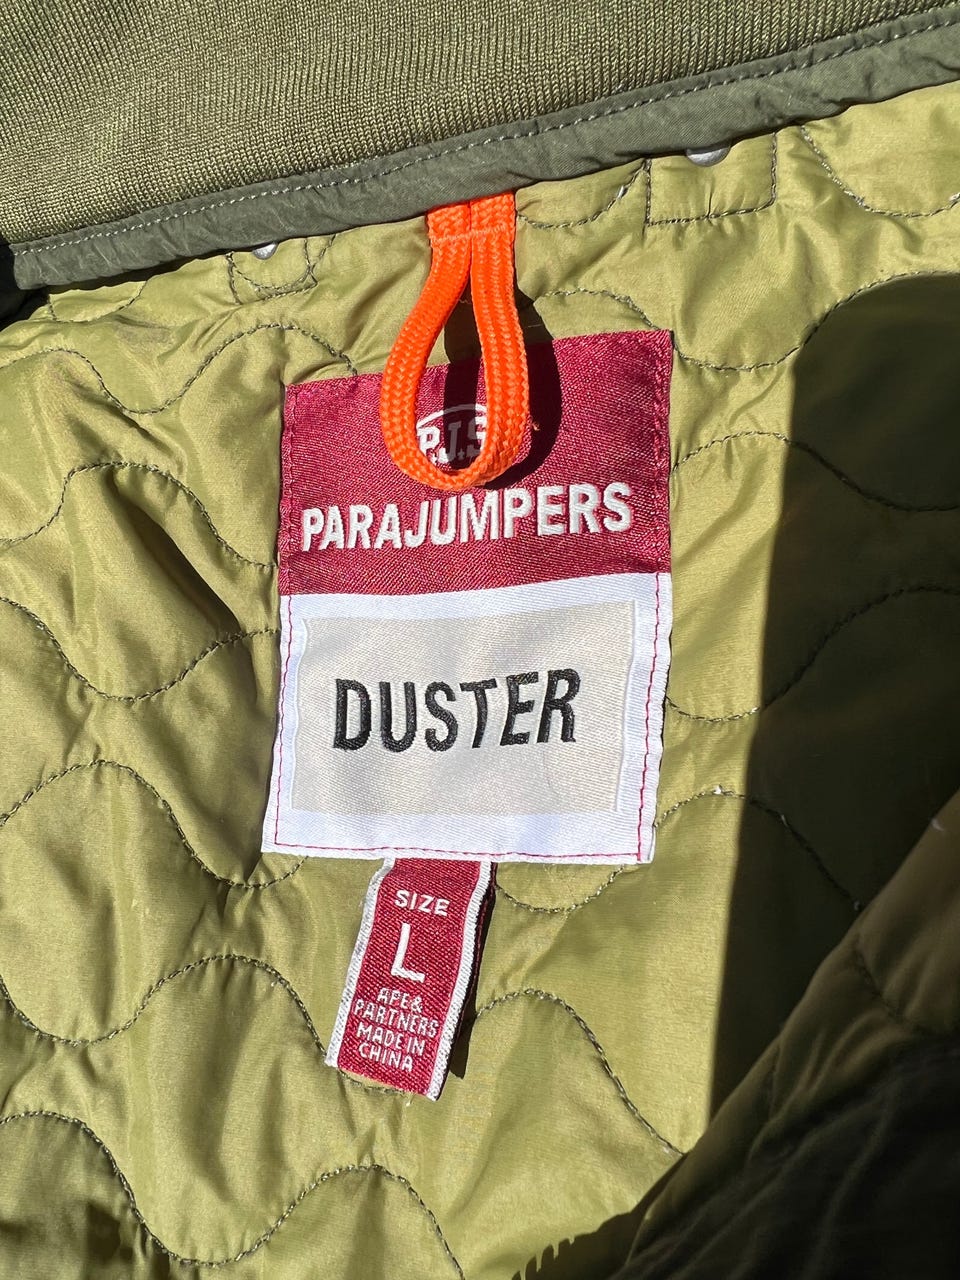 P.J.S
PARAJUMPERS
DUSTER
SIZE
L
APE&
PARTNERS
MADE IN
CHINA